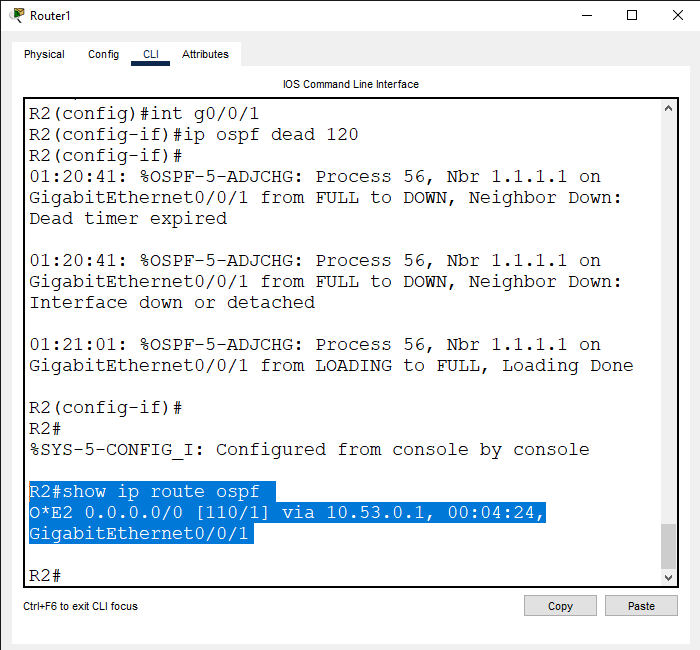 Router1
Physical Config CLI Attributes
IOS Command Line Interface
R2(config)#int g0/0/1
R2(config-if)#ip ospf dead 120
R2(config-if)#
01:20:41: %OSPF-5-ADJCHG: Process 56, Nbr 1.1.1.1 on
GigabitEthernet0/0/1 from FULL to DOWN, Neighbor Down:
Dead timer expired
01:20:41: %OSPF-5-ADJCHG: Process 56, Nbr 1.1.1.1 on
GigabitEthernet0/0/1 from FULL to DOWN, Neighbor Down:
Interface down or detached
01:21:01: %OSPF-5-ADJCHG: Process 56, Nbr 1.1.1.1 on
GigabitEthernet0/0/1 from LOADING to FULL, Loading Done
R2(config-if)#
R2#
%SYS-5-CONFIG_I: Configured from console by console
R2#show ip route ospf
O*E2 0.0.0.0/0 [110/1] via 10.53.0.1, 00:04:24,
GigabitEthernet0/0/1
R2#
Ctrl+F6 to exit CLI focus
Copy Paste